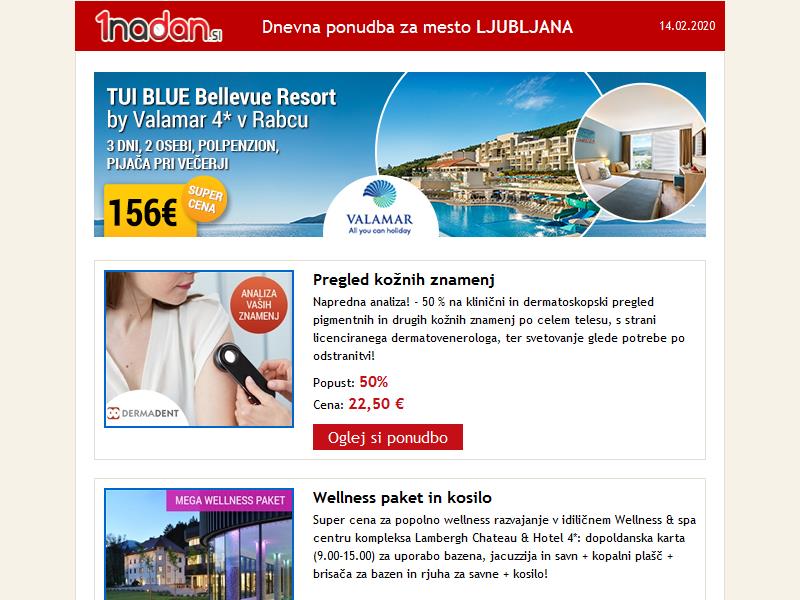 1nadan.si
Dnevna ponudba za mesto LJUBLJANA
14.02.2020
TUI BLUE Bellevue Resort
by Valamar 4* v Rabcu
3 DNI, 2 OSEBI, POLPENZION,
PIJAČA PRI VEČERJI
156€
SUPER
CENA
VALAMAR
All you can holiday
ANALIZA
VAŠIH
ZNAMENJ
DERMADENT
Pregled kožnih znamenj
Napredna analiza! - 50 % na klinični in dermatoskopski pregled
pigmentnih in drugih kožnih znamenj po celem telesu, s strani
licenciranega dermatovenerologa, ter svetovanje glede potrebe po
odstranitvi!
Popust: 50%
Cena: 22,50 €
Oglej si ponudbo
MEGA WELLNESS PAKET
Wellness paket in kosilo
Super cena za popolno wellness razvajanje v idiličnem Wellness & spa
centru kompleksa Lambergh Chateau & Hotel 4*: dopoldanska karta
(9.00-15.00) za uporabo bazena, jacuzzija in savn + kopalni plašč +
brisača za bazen in rjuha za savne + kosilo!